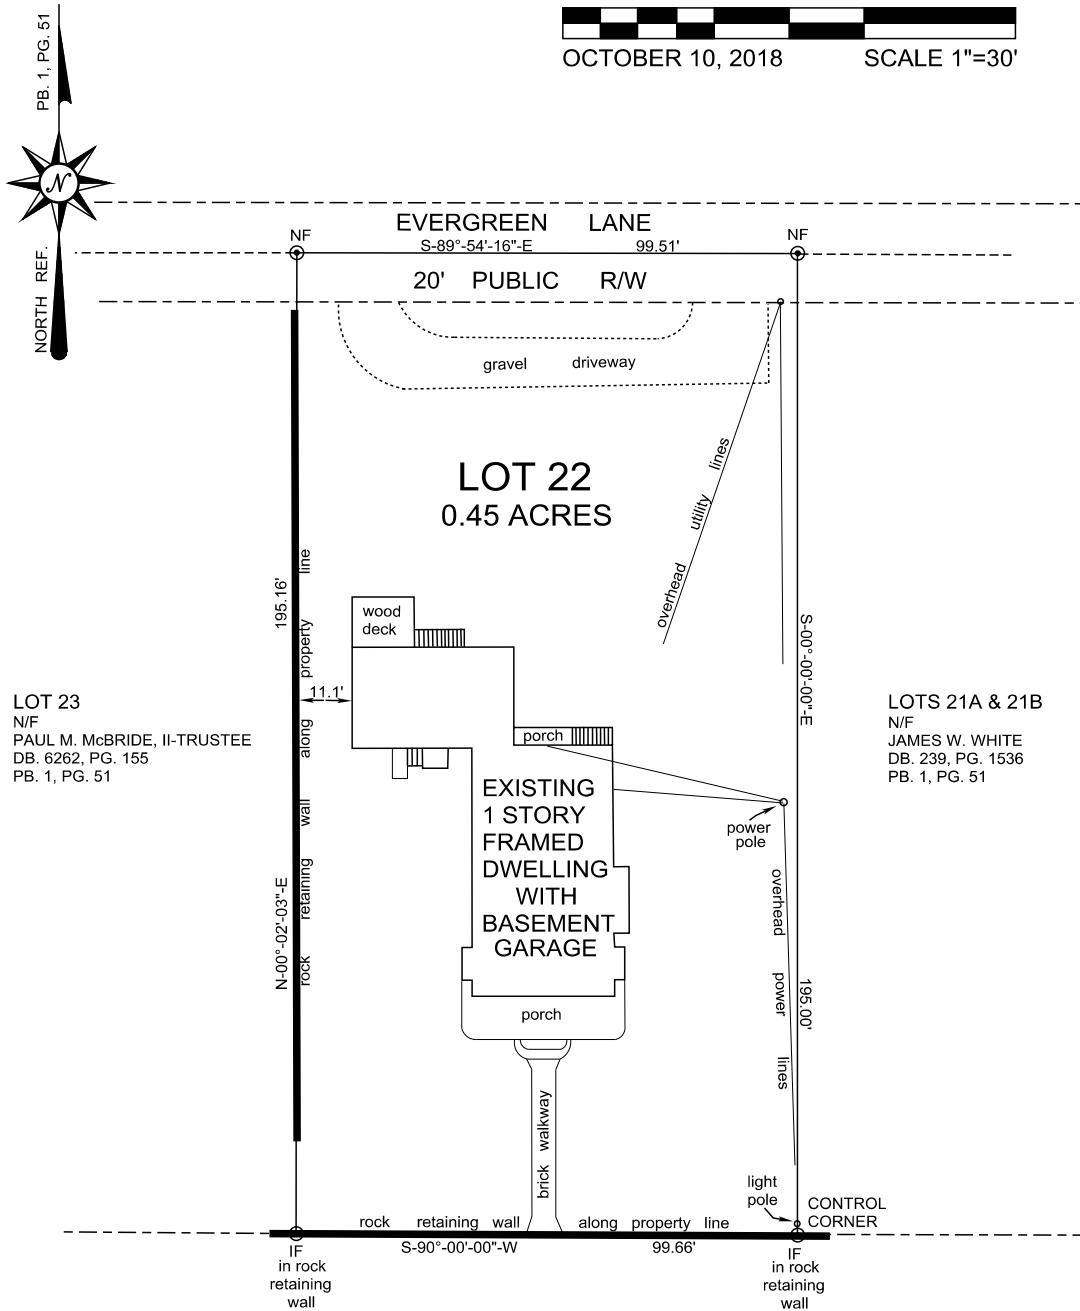 PB. 1, PG. 51
N
NORTH REF.
OCTOBER 10, 2018 SCALE 1"=30'
EVERGREEN LANE
NF S-89°-54'-16"-E 99.51' NF
20' PUBLIC R/W
gravel driveway
LOT 22
0.45 ACRES
overhead utility lines
195.16'
N-00°-02'-03"-E
rock retaining wall along property line
wood
deck
11.1'
LOT 23
N/F
PAUL M. McBRIDE, II-TRUSTEE
DB. 6262, PG. 155
PB. 1, PG. 51
S-00°-00'-00"-E
195.00'
LOTS 21A & 21B
N/F
JAMES W. WHITE
DB. 239, PG. 1536
PB. 1, PG. 51
porch
EXISTING
1 STORY
FRAMED
DWELLING
WITH
BASEMENT
GARAGE
power
pole
overhead power lines
porch
brick walkway
light
pole
CONTROL
CORNER
rock retaining wall along property line
S-90°-00'-00"-W 99.66'
IF
in rock
retaining
wall
IF
in rock
retaining
wall